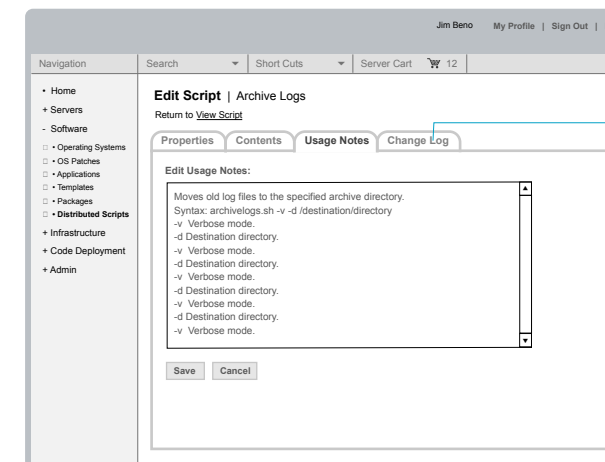 Jim Beno My Profile | Sign Out |
Navigation Search Short Cuts Server Cart 12
• Home
+ Servers
- Software
• Operating Systems
• OS Patches
• Applications
• Templates
• Packages
• Distributed Scripts
+ Infrastructure
+ Code Deployment
+ Admin
Edit Script | Archive Logs
Return to View Script
Properties Contents Usage Notes Change Log
Edit Usage Notes:
Moves old log files to the specified archive directory.
Syntax: archivelogs.sh -v -d /destination/directory
-v Verbose mode.
-d Destination directory.
-v Verbose mode.
-d Destination directory.
-v Verbose mode.
-d Destination directory.
-v Verbose mode.
-d Destination directory.
-v Verbose mode.
Save Cancel